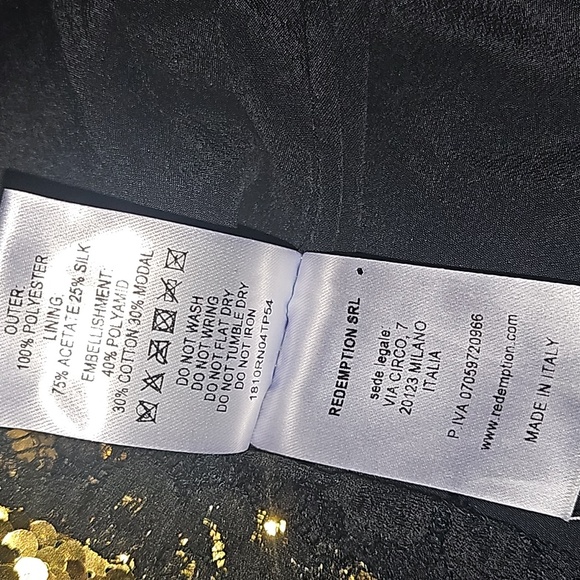 OUTER
100% POLYESTER
LINING:
75% ACETATE 25% SILK
EMBELLISHMENT:
40% POLYAMID
30% COTTON 30% MODAL
DO NOT WASH
DO NOT WRING
DO NOT FLAT DRY
DO NOT TUMBLE DRY
DO NOT IRON
1810RN04TP54
REDEMPTION SRL
sede legale
VIA CIRCO, 7
20123 MILANO
ITALIA
P IVA 07059720966
www.redemption.com
MADE IN ITALY